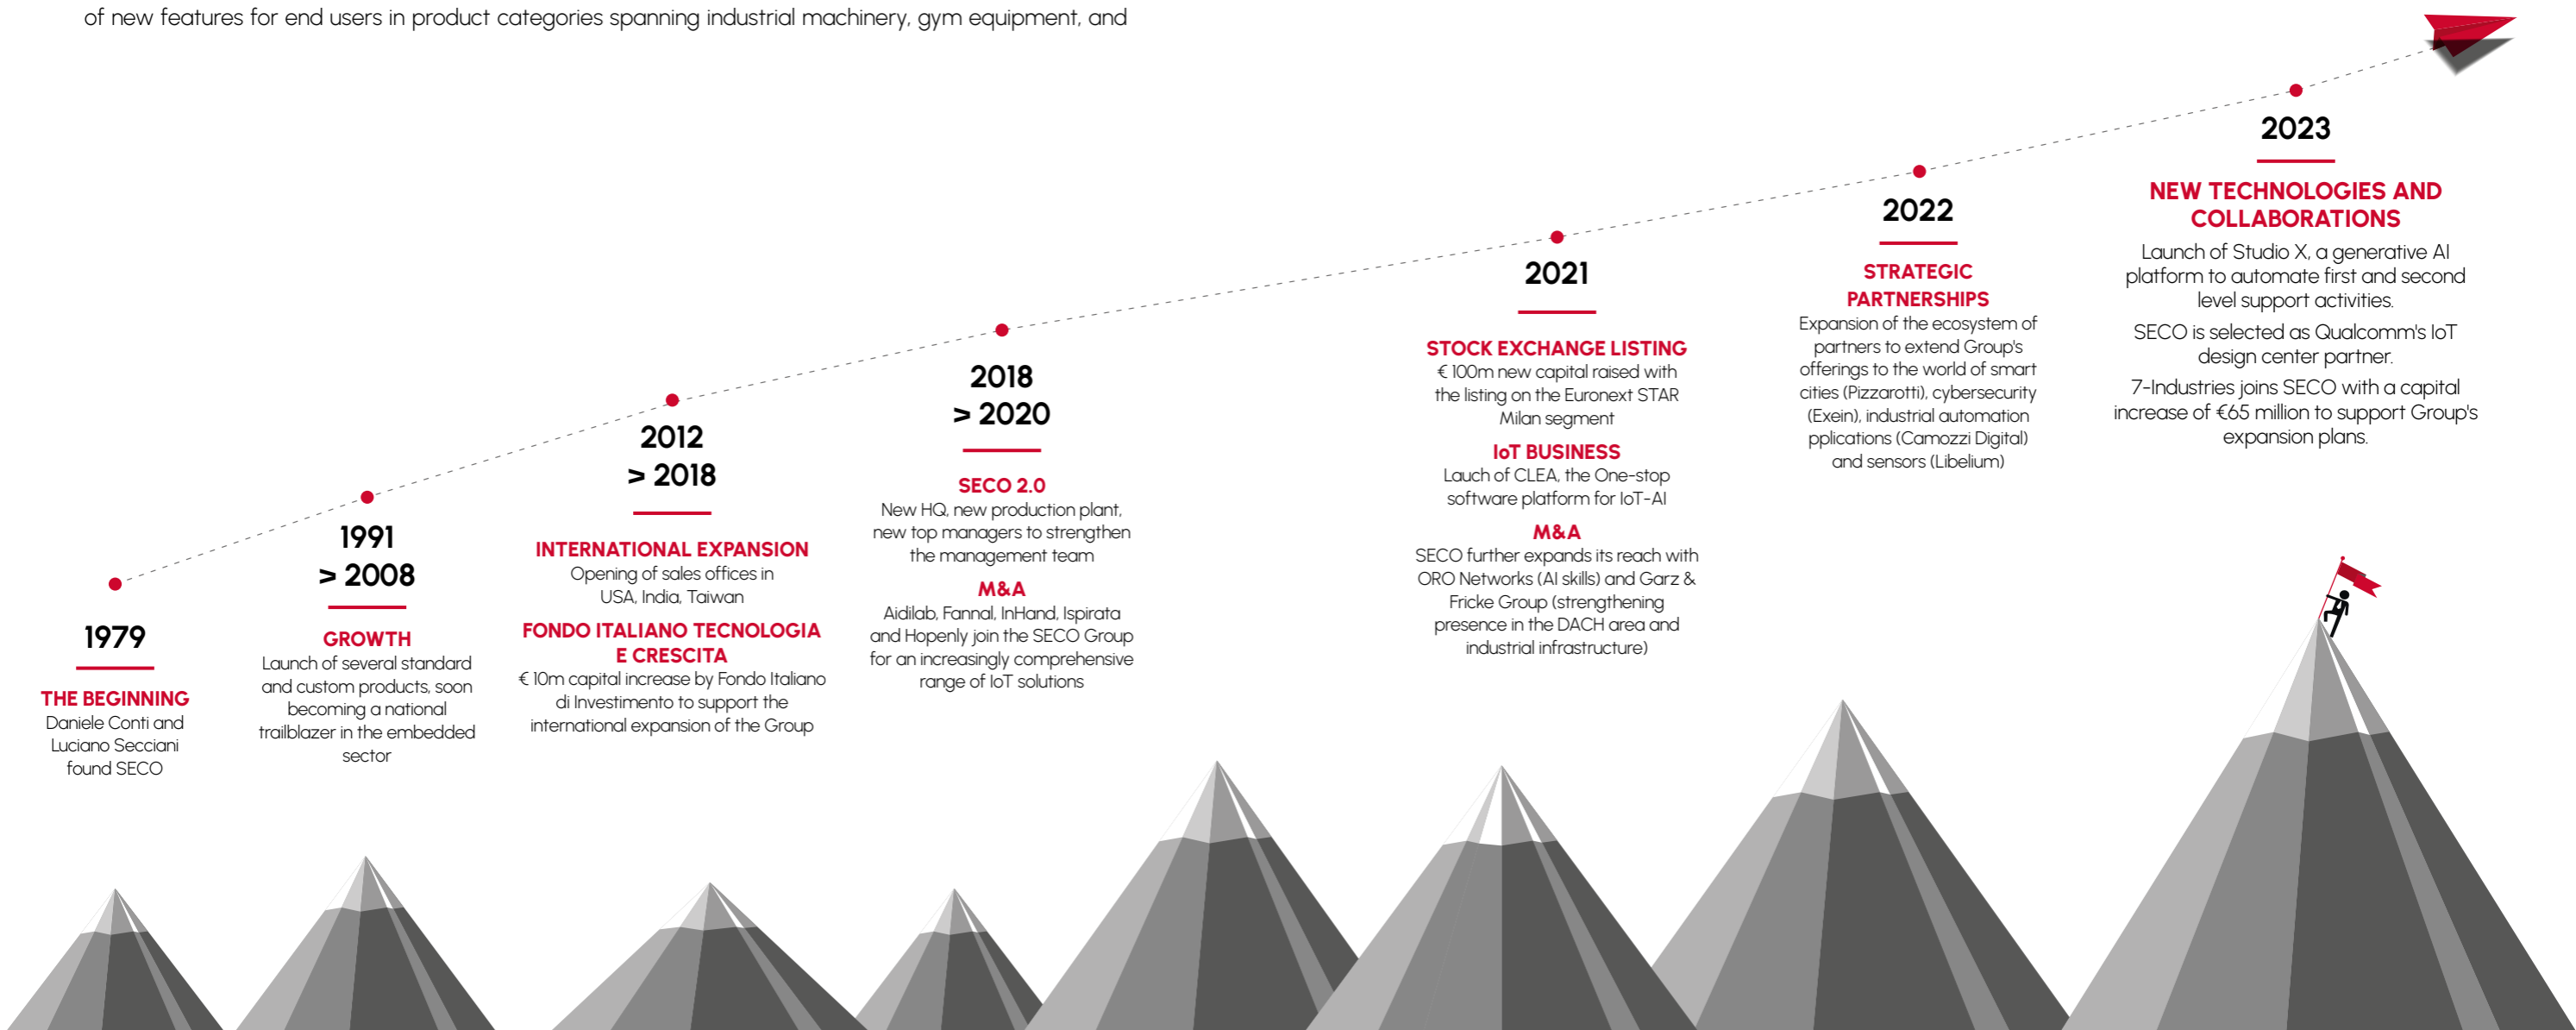 of new features for end users in product categories spanning industrial machinery, gym equipment, and
1979
THE BEGINNING
Daniele Conti and
Luciano Secciani
found SECO
1991
> 2008
GROWTH
Launch of several standard
and custom products, soon
becoming a national
trailblazer in the embedded
sector
2012
> 2018
INTERNATIONAL EXPANSION
Opening of sales offices in
USA, India, Taiwan
FONDO ITALIANO TECNOLOGIA
E CRESCITA
€ 10m capital increase by Fondo Italiano
di Investimento to support the
international expansion of the Group
2018
> 2020
SECO 2.0
New HQ, new production plant,
new top managers to strengthen
the management team
M&A
Aidilab, Fannal, InHand, Ispirata
and Hopenly join the SECO Group
for an increasingly comprehensive
range of IoT solutions
2021
STOCK EXCHANGE LISTING
€ 100m new capital raised with
the listing on the Euronext STAR
Milan segment
IoT BUSINESS
Lauch of CLEA, the One-stop
software platform for IoT-AI
M&A
SECO further expands its reach with
ORO Networks (AI skills) and Garz &
Fricke Group (strengthening
presence in the DACH area and
industrial infrastructure)
2022
STRATEGIC
PARTNERSHIPS
Expansion of the ecosystem of
partners to extend Group's
offerings to the world of smart
cities (Pizzarotti), cybersecurity
(Exein), industrial automation
pplications (Camozzi Digital)
and sensors (Libelium)
2023
NEW TECHNOLOGIES AND
COLLABORATIONS
Launch of Studio X, a generative AI
platform to automate first and second
level support activities.
SECO is selected as Qualcomm's IoT
design center partner.
7-Industries joins SECO with a capital
increase of €65 million to support Group's
expansion plans.